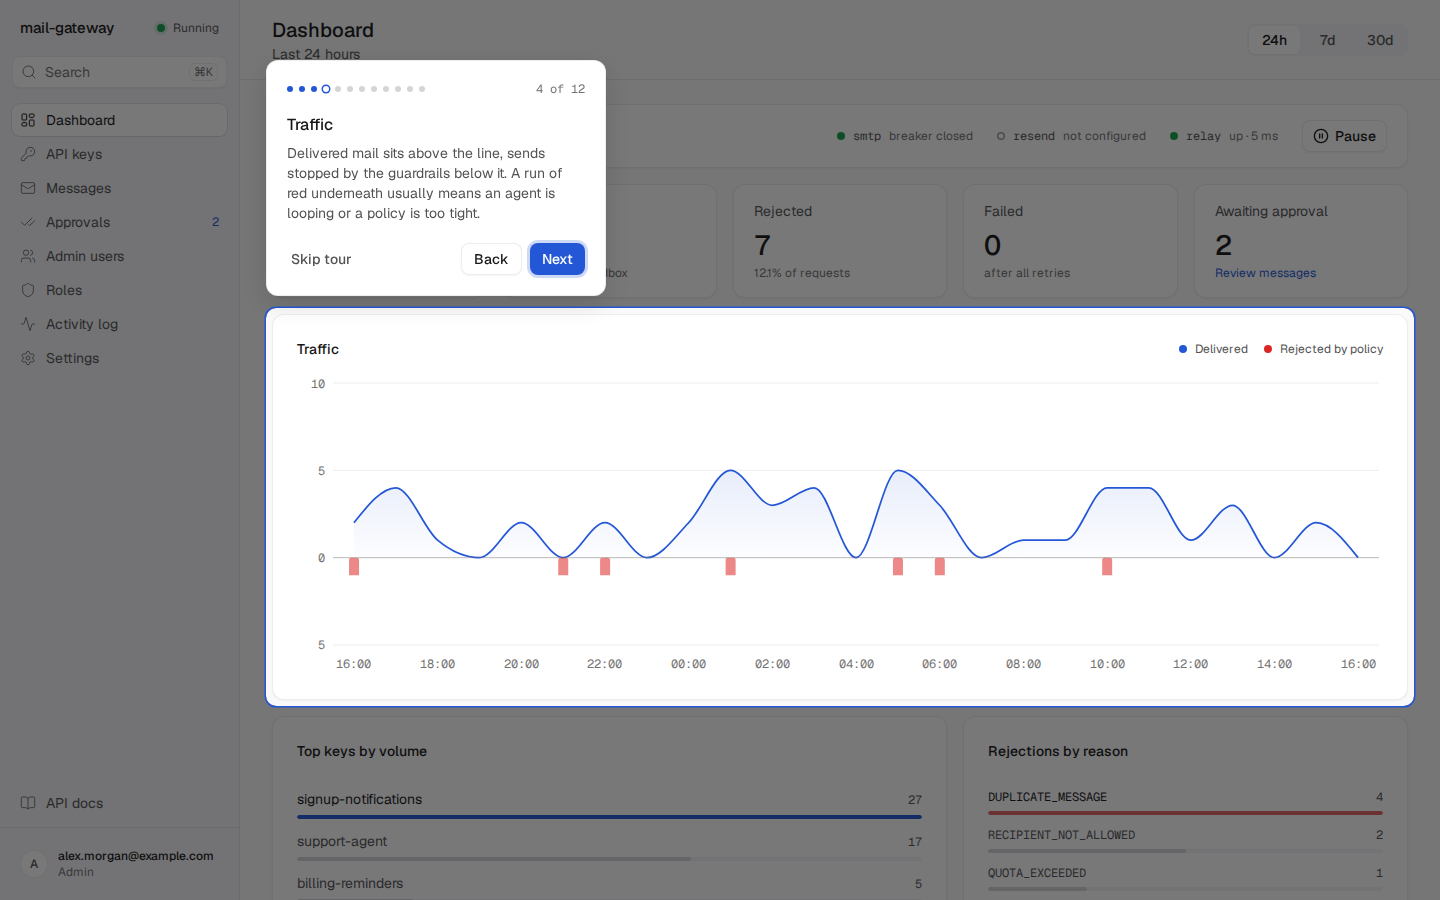 mail-gateway
Running
Search
⌘K
Dashboard
API keys
Messages
Approvals 2
Admin users
Roles
Activity log
Settings
API docs
A
alex.morgan@example.com
Admin
Dashboard
Last 24 hours
24h 7d 30d
4 of 12
Traffic
Delivered mail sits above the line, sends
stopped by the guardrails below it. A run of
red underneath usually means an agent is
looping or a policy is too tight.
Skip tour
Back
Next
smtp breaker closed
resend not configured
relay up · 5 ms
Pause
Rejected
7
12.1% of requests
Failed
0
after all retries
Awaiting approval
2
Review messages
Traffic
Delivered
Rejected by policy
10
5
0
5
16:00 18:00 20:00 22:00 00:00 02:00 04:00 06:00 08:00 10:00 12:00 14:00 16:00
Top keys by volume
signup-notifications 27
support-agent 17
billing-reminders 5
Rejections by reason
DUPLICATE_MESSAGE 4
RECIPIENT_NOT_ALLOWED 2
QUOTA_EXCEEDED 1